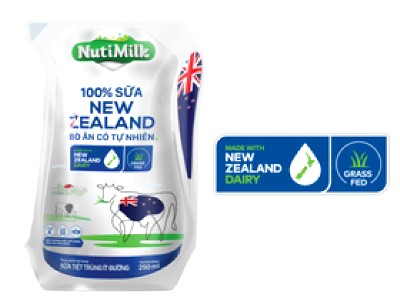 NutiMilk
100% SỮA
NEW
ZEALAND
BÒ ĂN CỎ TỰ NHIÊN
NEW
ZEALAND
DAIRY
GRASS
FED
SỮA TIỆT TRÙNG ÍT ĐƯỜNG
250 ml
MADE WITH
NEW
ZEALAND
DAIRY
GRASS
FED